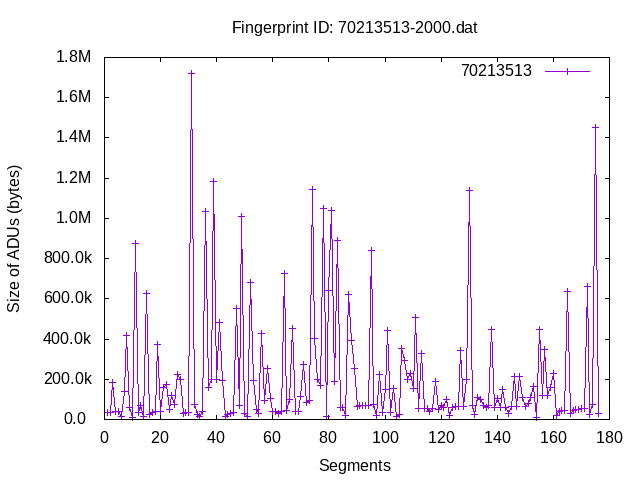 Fingerprint ID: 70213513-2000.dat
1.8M
70213513
1.6M
1.4M
1.2M
1.0M
800.0k
600.0k
400.0k
200.0k
0.0
Size of ADUs (bytes)
0 20 40 60 80 100 120 140 160 180
Segments